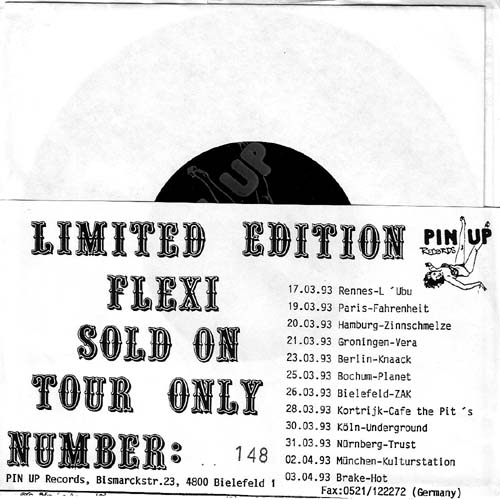 UP
LIMITED EDITION
FLEXI
SOLD ON
TOUR ONLY
NUMBER: 148
PIN UP
RECORDS
17.03.93 Rennes-L ´Ubu
19.03.93 Paris-Fahrenheit
20.03.93 Hamburg-Zinnschmelze
21.03.93 Groningen-Vera
23.03.93 Berlin-Knaack
25.03.93 Bochum-Planet
26.03.93 Bielefeld-ZAK
28.03.93 Kortrijk-Cafe the Pit ´s
30.03.93 Köln-Underground
31.03.93 Nürnberg-Trust
02.04.93 München-Kulturstation
03.04.93 Brake-Hot
PIN UP Records, Bismarckstr.23, 4800 Bielefeld 1
Fax:0521/122272 (Germany)